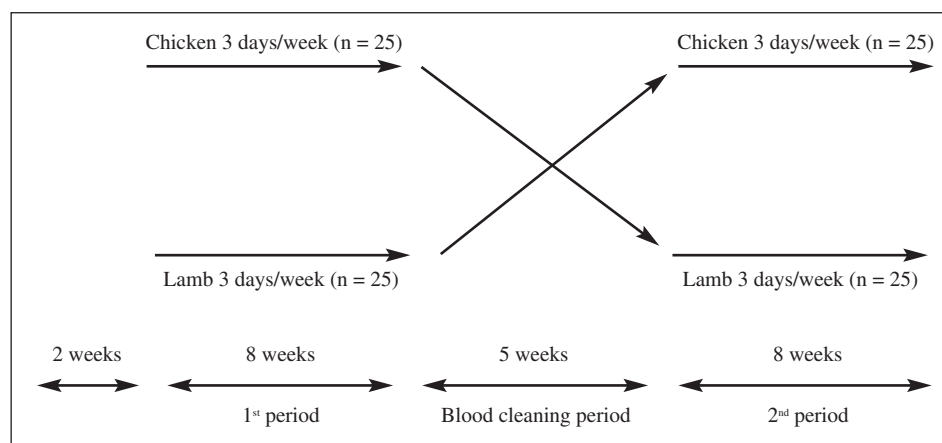 Chicken 3 days/week (n = 25)
Chicken 3 days/week (n = 25)
Lamb 3 days/week (n = 25)
Lamb 3 days/week (n = 25)
2 weeks
8 weeks
5 weeks
8 weeks
1st period
Blood cleaning period
2nd period